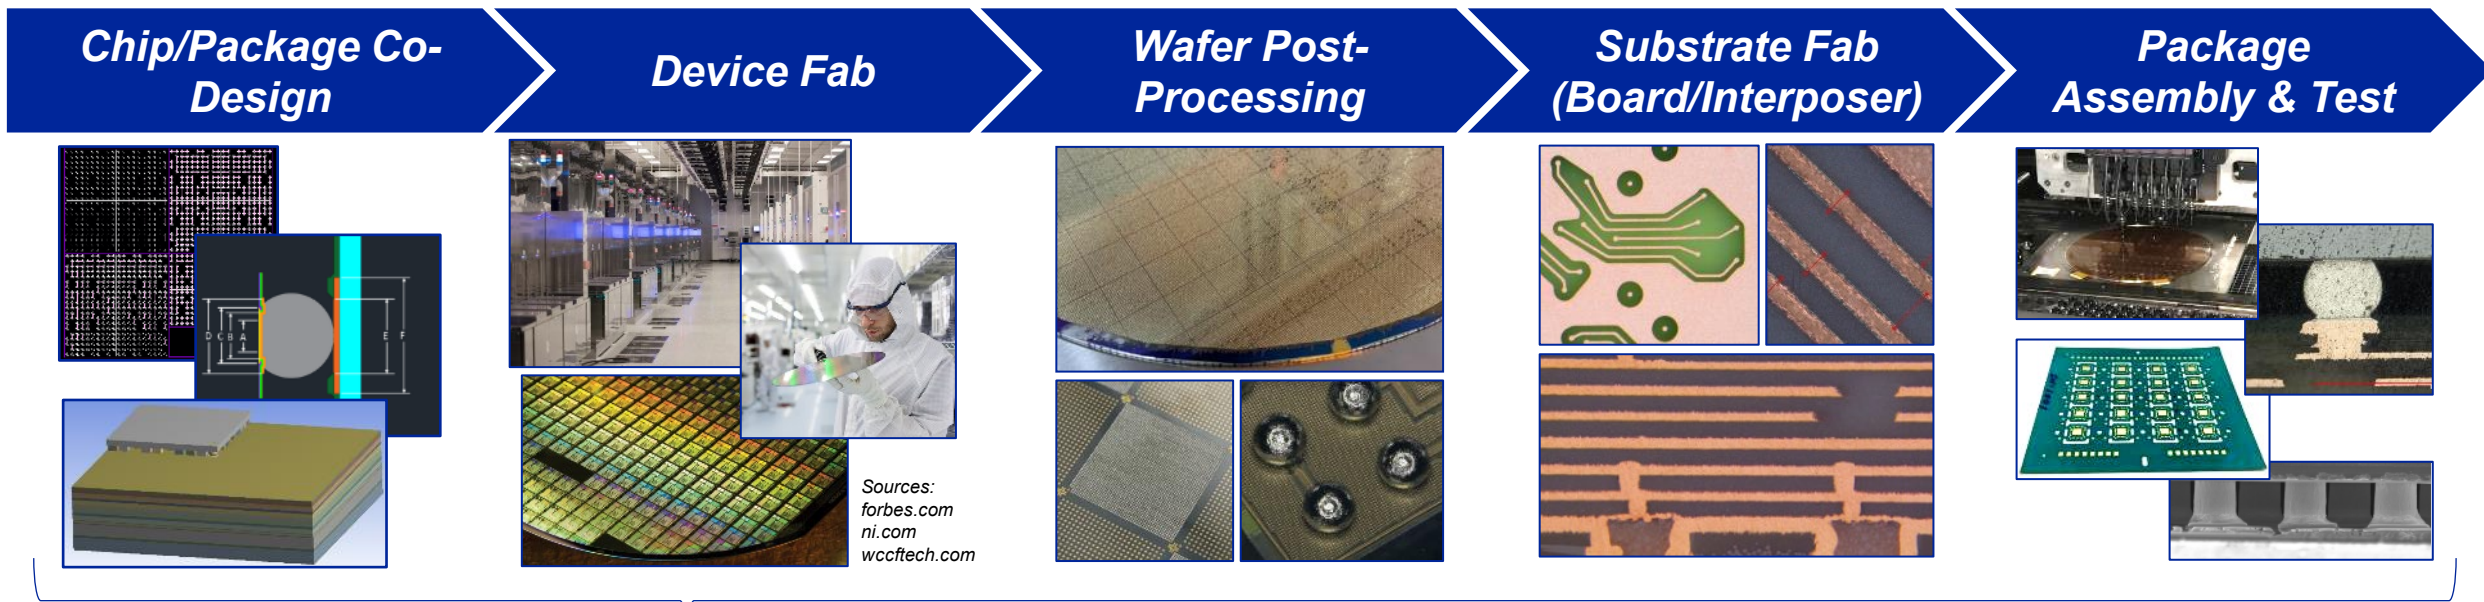 Chip/Package Co-
Design
Device Fab
Wafer Post-
Processing
Substrate Fab
(Board/Interposer)
Package
Assembly & Test
D C B A
E F
Sources:
forbes.com
ni.com
wccftech.com